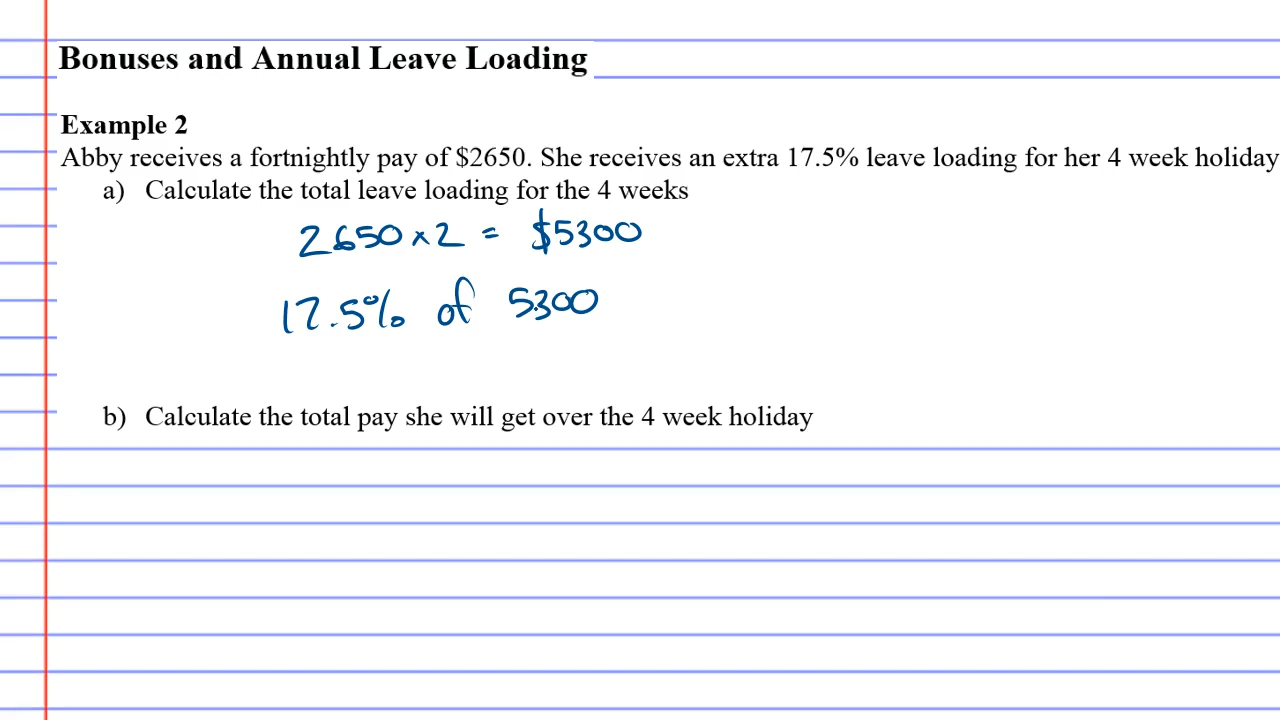 Bonuses and Annual Leave Loading
Example 2
Abby receives a fortnightly pay of $2650. She receives an extra 17.5% leave loading for her 4 week holiday
a) Calculate the total leave loading for the 4 weeks
2650 × 2 = $5300
17.5% of 5300
b) Calculate the total pay she will get over the 4 week holiday